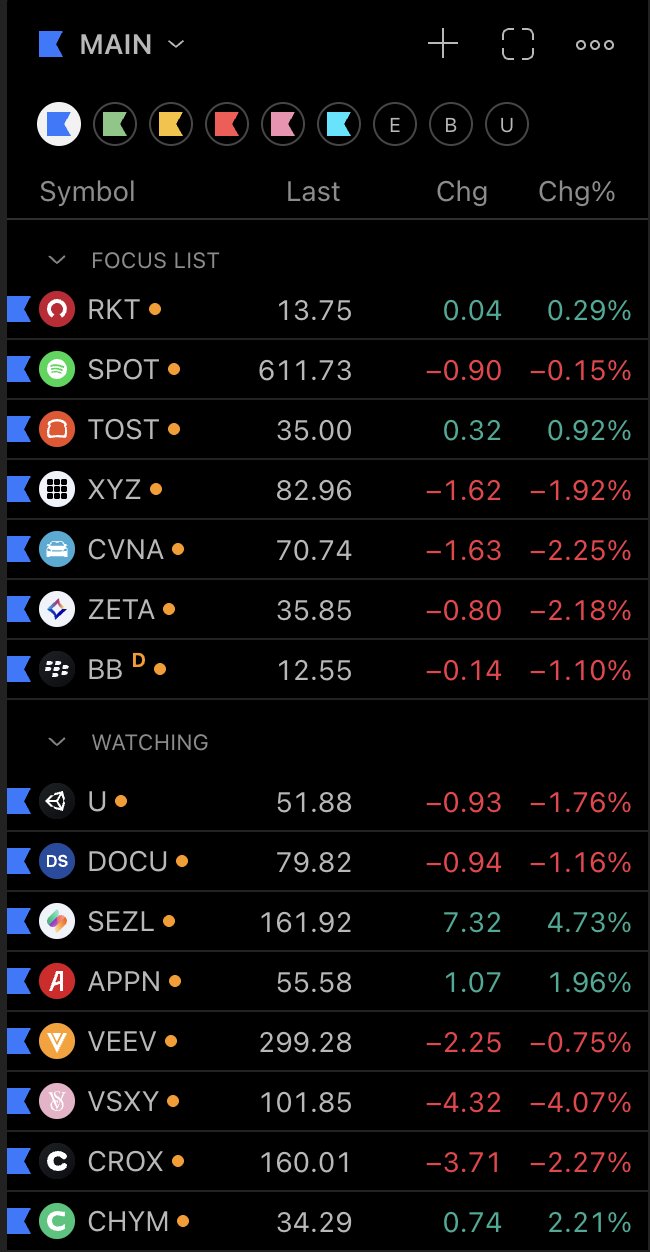 MAIN
E B U
Symbol Last Chg Chg%
FOCUS LIST
RKT 13.75 0.04 0.29%
SPOT 611.73 −0.90 −0.15%
TOST 35.00 0.32 0.92%
XYZ 82.96 −1.62 −1.92%
CVNA 70.74 −1.63 −2.25%
ZETA 35.85 −0.80 −2.18%
BB D 12.55 −0.14 −1.10%
WATCHING
U 51.88 −0.93 −1.76%
DS DOCU 79.82 −0.94 −1.16%
SEZL 161.92 7.32 4.73%
A APPN 55.58 1.07 1.96%
V VEEV 299.28 −2.25 −0.75%
VS VSXY 101.85 −4.32 −4.07%
C CROX 160.01 −3.71 −2.27%
C CHYM 34.29 0.74 2.21%